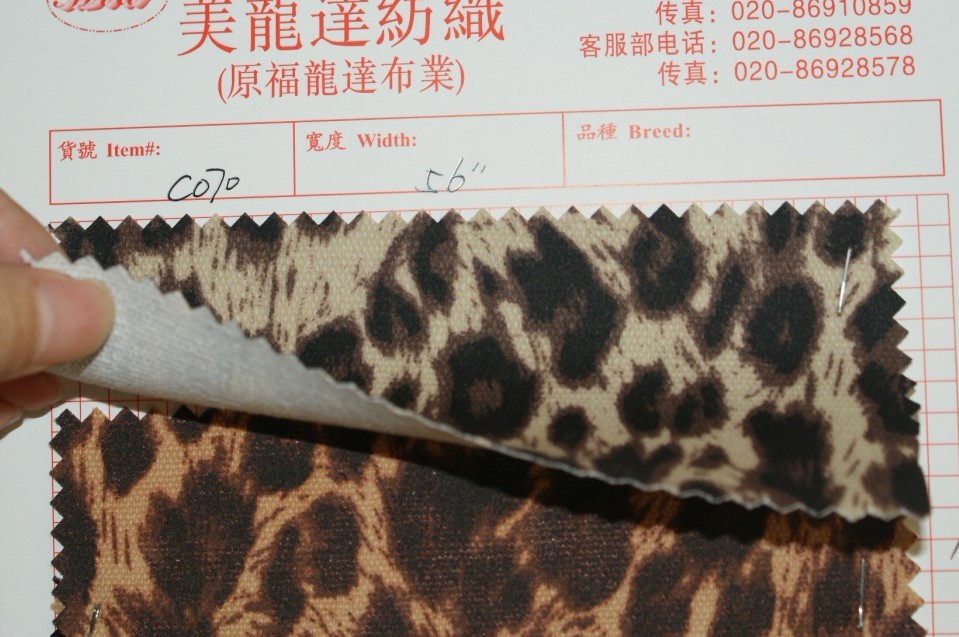 美龍達紡織
(原福龍達布業)
传真: 020-86910859
客服部电话: 020-86928568
传真: 020-86928578
貨號 Item#: C070
寬度 Width: 56"
品種 Breed: